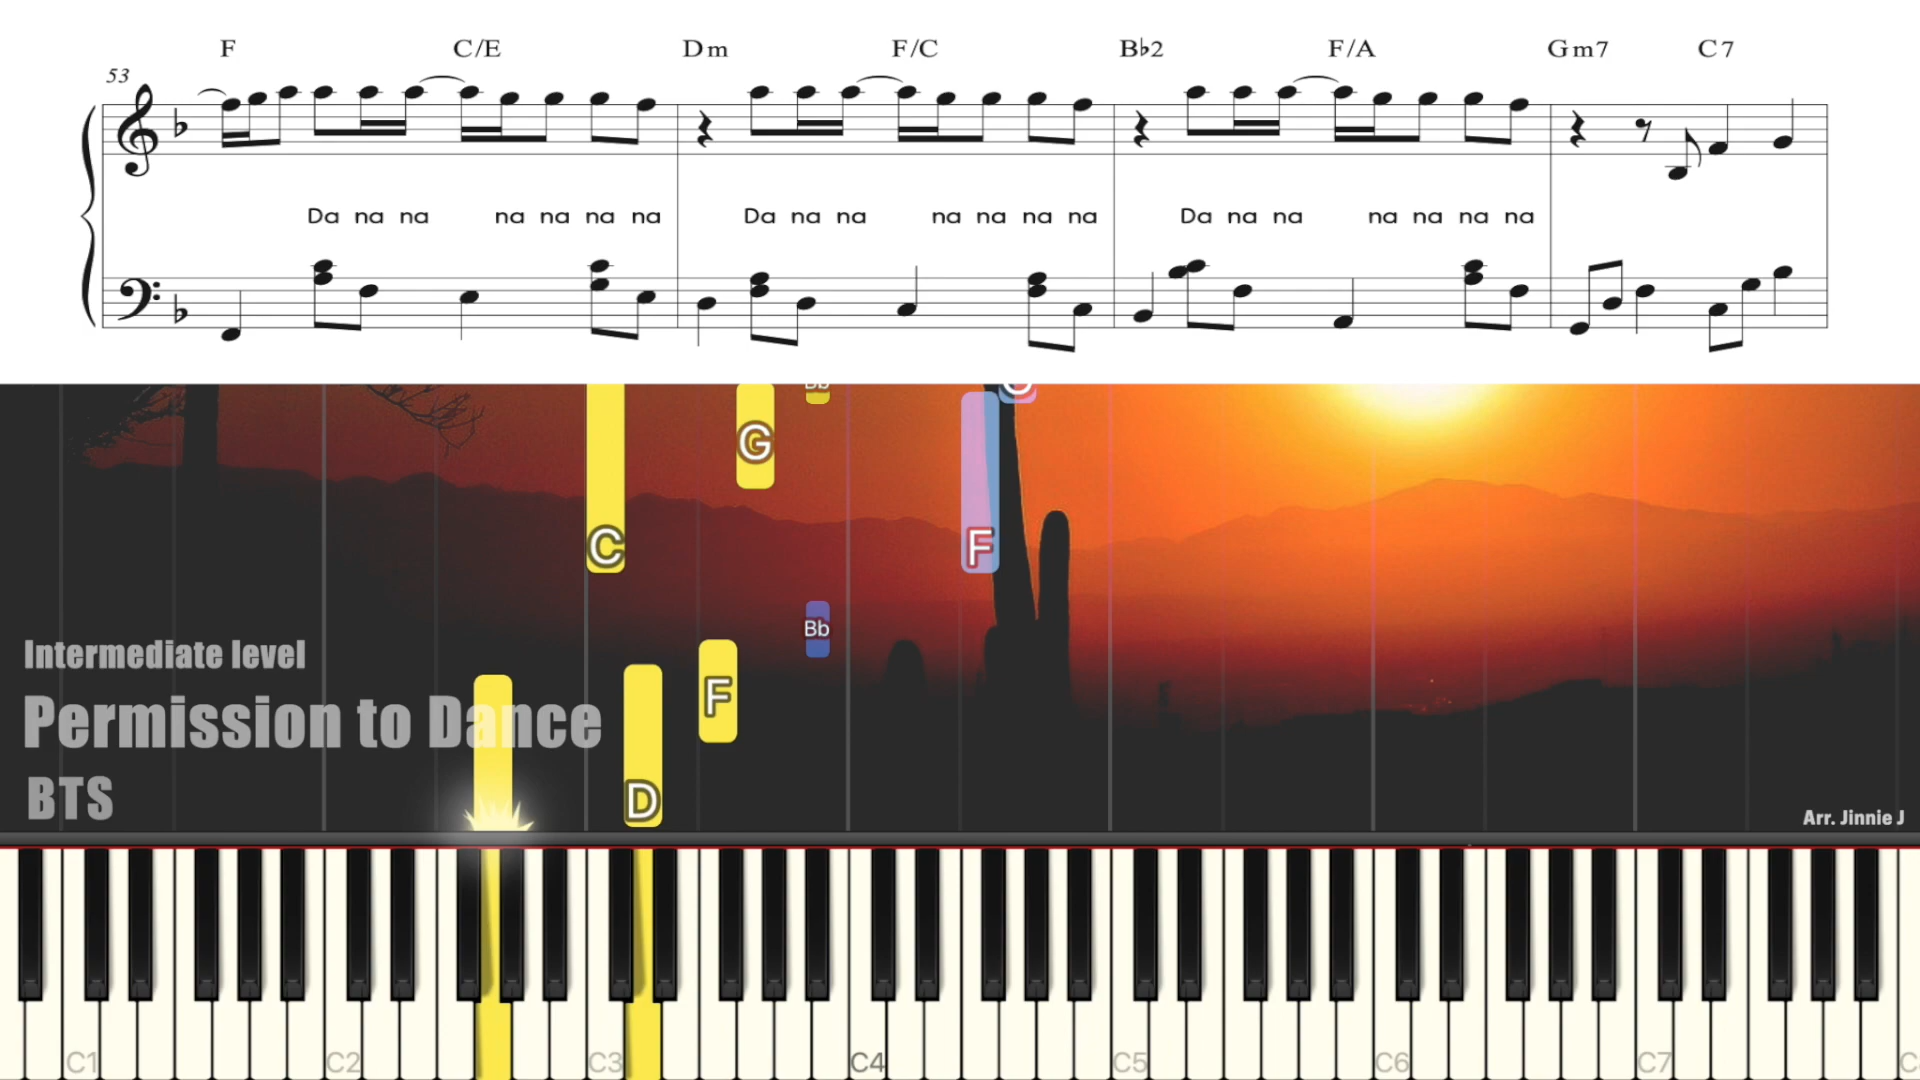 F C/E Dm F/C B♭2 F/A Gm7 C7
53
Da na na na na na na Da na na na na na na Da na na na na na na
Bb
G
C
F
Bb
F
D
Intermediate level
Permission to Dance
BTS
Arr. Jinnie J
C1 C2 C3 C4 C5 C6 C7 C